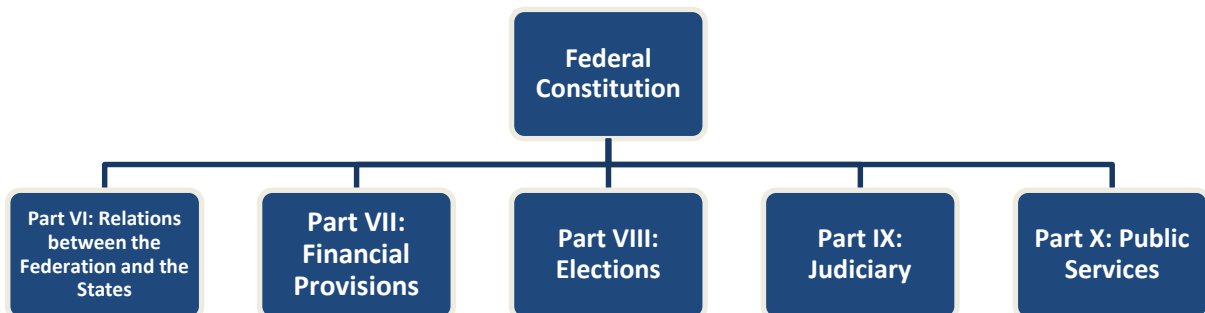 Federal
Constitution
Part VI: Relations
between the
Federation and the
States
Part VII:
Financial
Provisions
Part VIII:
Elections
Part IX:
Judiciary
Part X: Public
Services